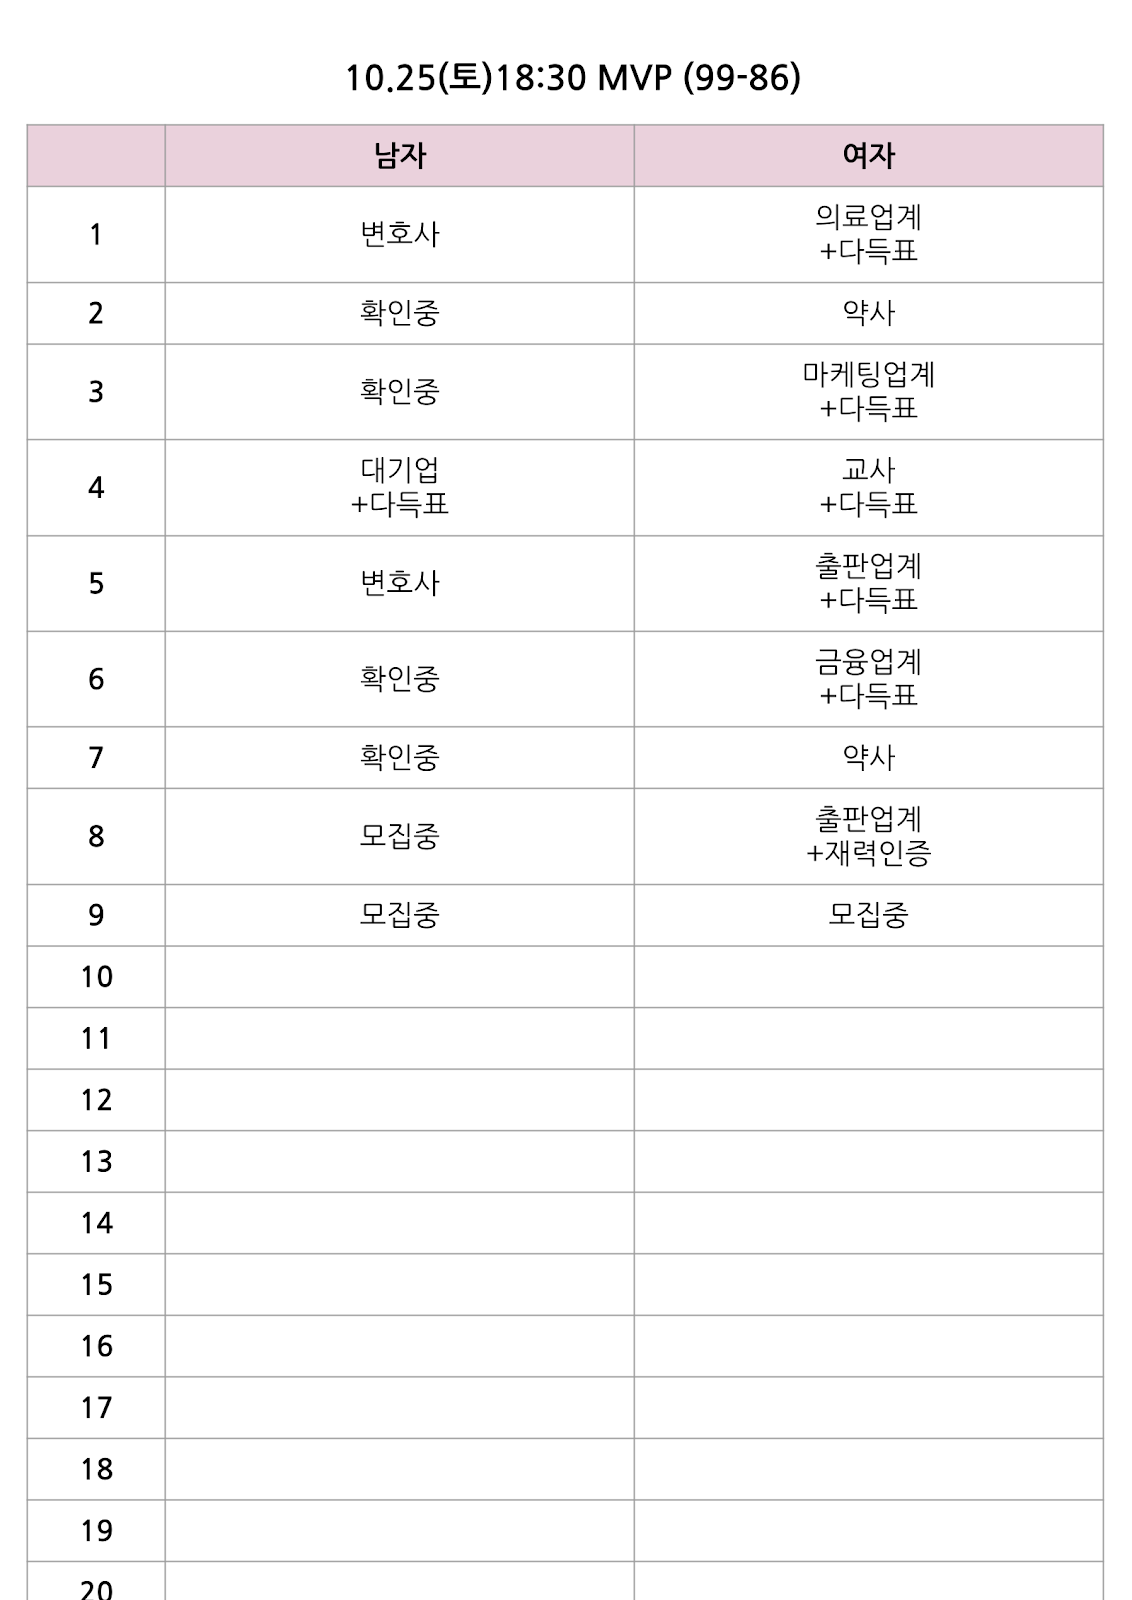 10.25(토)18:30 MVP (99-86)
남자 여자
1 변호사 의료업계
+다득표
2 확인중 약사
3 확인중 마케팅업계
+다득표
4 대기업 교사
+다득표 +다득표
5 변호사 출판업계
+다득표
6 확인중 금융업계
+다득표
7 확인중 약사
8 모집중 출판업계
+재력인증
9 모집중 모집중
10
11
12
13
14
15
16
17
18
19
20